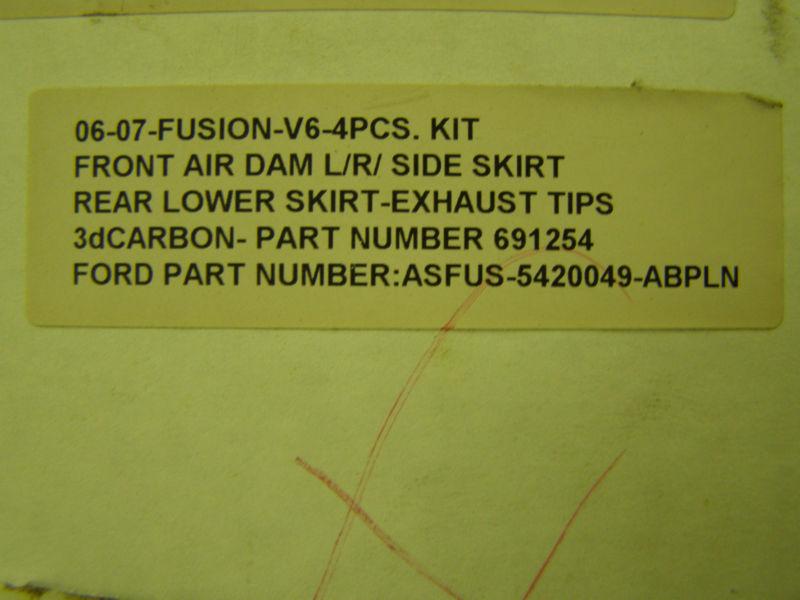 06-07-FUSION-V6-4PCS. KIT
FRONT AIR DAM L/R/ SIDE SKIRT
REAR LOWER SKIRT-EXHAUST TIPS
3dCARBON- PART NUMBER 691254
FORD PART NUMBER:ASFUS-5420049-ABPLN